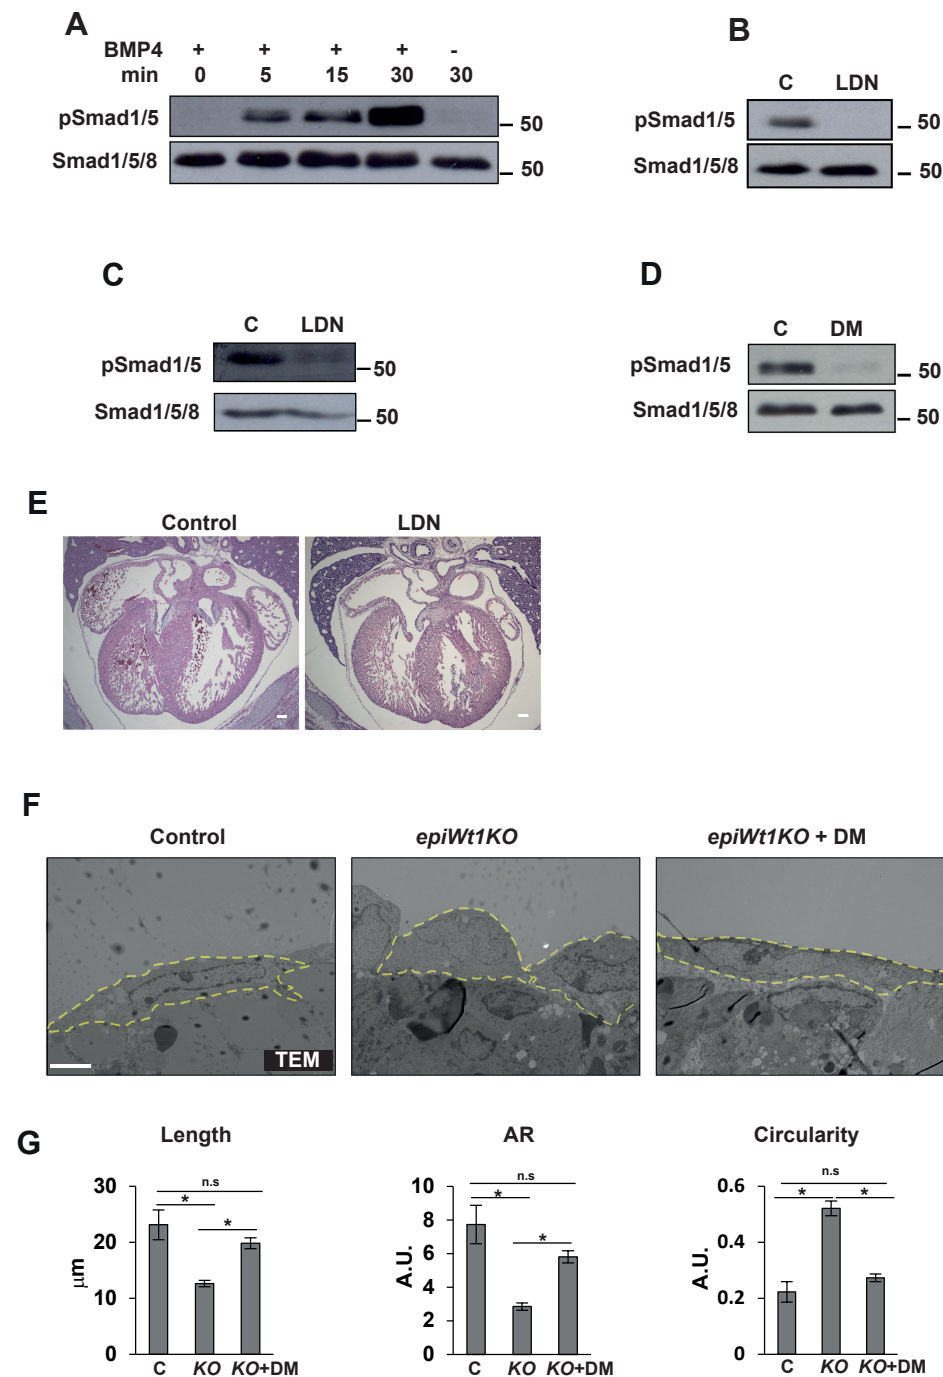 A
BMP4 + + + + -
min 0 5 15 30 30
pSmad1/5 50
Smad1/5/8 50
B
C LDN
pSmad1/5 50
Smad1/5/8 50
C
C LDN
pSmad1/5 50
Smad1/5/8 50
D
C DM
pSmad1/5 50
Smad1/5/8 50
E
Control LDN
F
Control epiWt1KO epiWt1KO + DM
TEM
G
Length
30
20
10
0
µm
n.s
*
*
C KO KO+DM
AR
10
8
6
4
2
0
A.U.
n.s
*
*
C KO KO+DM
Circularity
0.6
0.4
0.2
0
A.U.
n.s
* *
C KO KO+DM